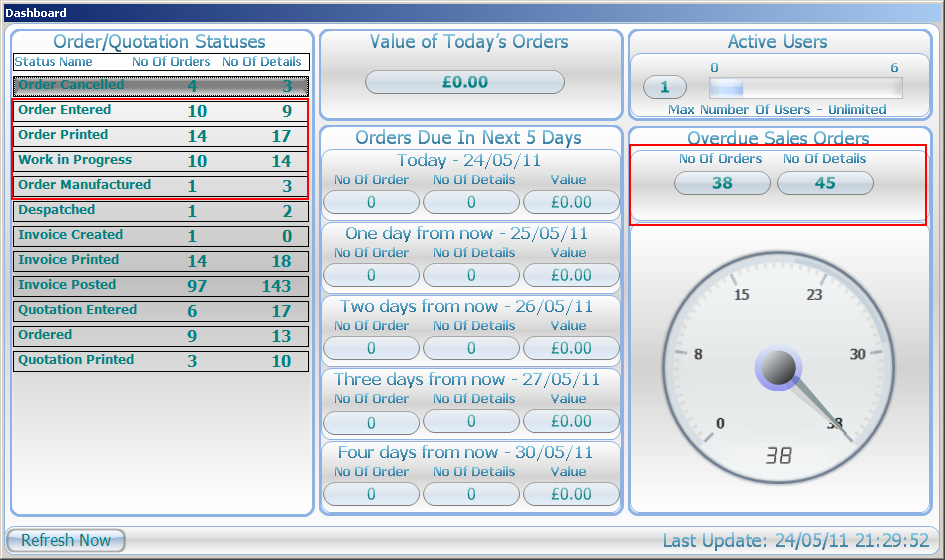 Dashboard
Order/Quotation Statuses
Status Name No Of Orders No Of Details
Order Cancelled 4 3
Order Entered 10 9
Order Printed 14 17
Work in Progress 10 14
Order Manufactured 1 3
Despatched 1 2
Invoice Created 1 0
Invoice Printed 14 18
Invoice Posted 97 143
Quotation Entered 6 17
Ordered 9 13
Quotation Printed 3 10
Value of Today's Orders
£0.00
Orders Due In Next 5 Days
Today - 24/05/11
No Of Order No Of Details Value
0 0 £0.00
One day from now - 25/05/11
No Of Order No Of Details Value
0 0 £0.00
Two days from now - 26/05/11
No Of Order No Of Details Value
0 0 £0.00
Three days from now - 27/05/11
No Of Order No Of Details Value
0 0 £0.00
Four days from now - 30/05/11
No Of Order No Of Details Value
0 0 £0.00
Active Users
0 6
1
Max Number Of Users - Unlimited
Overdue Sales Orders
No Of Orders No Of Details
38 45
15 23
8 30
0 38
38
Refresh Now Last Update: 24/05/11 21:29:52